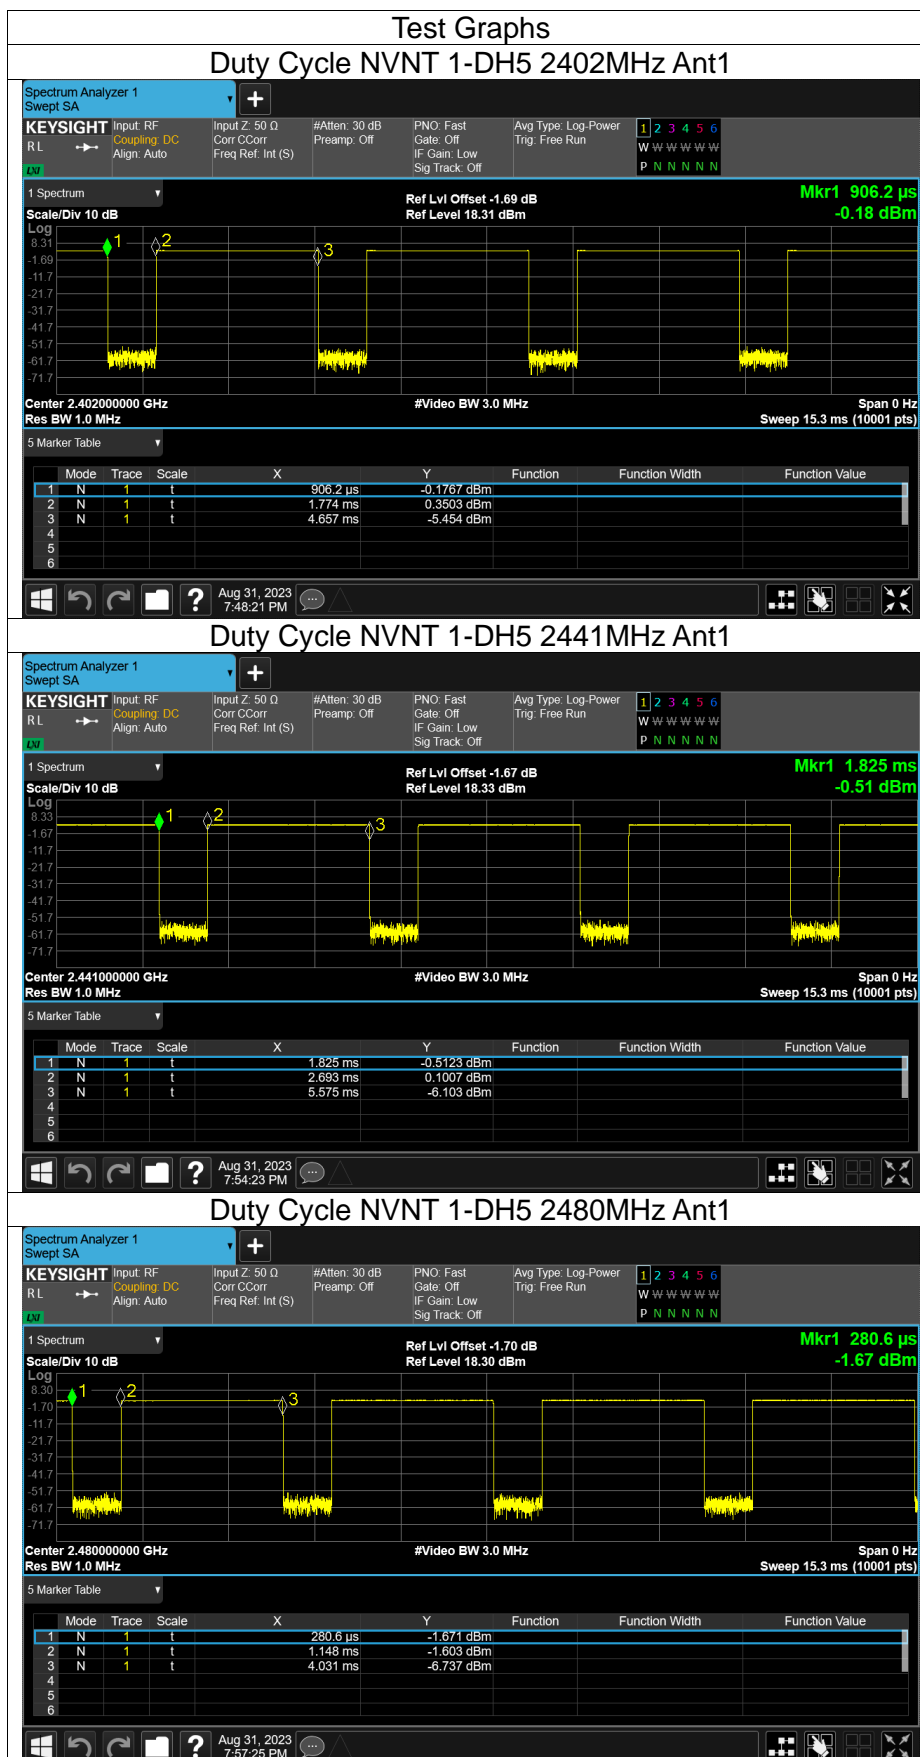 Test Graphs
Duty Cycle NVNT 1-DH5 2402MHz Ant1
Spectrum Analyzer 1
Swept SA
KEYSIGHT Input: RF Input Z: 50 Ω #Atten: 30 dB PNO: Fast Avg Type: Log-Power 1 2 3 4 5 6
RL Coupling: DC Corr CCorr Preamp: Off Gate: Off Trig: Free Run W W W W W W
Align: Auto Freq Ref: Int (S) IF Gain: Low P N N N N N
LXI Sig Track: Off
1 Spectrum Ref Lvl Offset -1.69 dB Mkr1 906.2 µs
Scale/Div 10 dB Ref Level 18.31 dBm -0.18 dBm
Log
8.31 1 2
-1.69 3
-11.7
-21.7
-31.7
-41.7
-51.7
-61.7
-71.7
Center 2.402000000 GHz #Video BW 3.0 MHz Span 0 Hz
Res BW 1.0 MHz Sweep 15.3 ms (10001 pts)
5 Marker Table
Mode Trace Scale X Y Function Function Width Function Value
1 N 1 t 906.2 µs -0.1767 dBm
2 N 1 t 1.774 ms 0.3503 dBm
3 N 1 t 4.657 ms -5.454 dBm
4
5
6
? Aug 31, 2023
7:48:21 PM
Duty Cycle NVNT 1-DH5 2441MHz Ant1
Spectrum Analyzer 1
Swept SA
KEYSIGHT Input: RF Input Z: 50 Ω #Atten: 30 dB PNO: Fast Avg Type: Log-Power 1 2 3 4 5 6
RL Coupling: DC Corr CCorr Preamp: Off Gate: Off Trig: Free Run W W W W W W
Align: Auto Freq Ref: Int (S) IF Gain: Low P N N N N N
LXI Sig Track: Off
1 Spectrum Ref Lvl Offset -1.67 dB Mkr1 1.825 ms
Scale/Div 10 dB Ref Level 18.33 dBm -0.51 dBm
Log
8.33 1 2
-1.67 3
-11.7
-21.7
-31.7
-41.7
-51.7
-61.7
-71.7
Center 2.441000000 GHz #Video BW 3.0 MHz Span 0 Hz
Res BW 1.0 MHz Sweep 15.3 ms (10001 pts)
5 Marker Table
Mode Trace Scale X Y Function Function Width Function Value
1 N 1 t 1.825 ms -0.5123 dBm
2 N 1 t 2.693 ms 0.1007 dBm
3 N 1 t 5.575 ms -6.103 dBm
4
5
6
? Aug 31, 2023
7:54:23 PM
Duty Cycle NVNT 1-DH5 2480MHz Ant1
Spectrum Analyzer 1
Swept SA
KEYSIGHT Input: RF Input Z: 50 Ω #Atten: 30 dB PNO: Fast Avg Type: Log-Power 1 2 3 4 5 6
RL Coupling: DC Corr CCorr Preamp: Off Gate: Off Trig: Free Run W W W W W W
Align: Auto Freq Ref: Int (S) IF Gain: Low P N N N N N
LXI Sig Track: Off
1 Spectrum Ref Lvl Offset -1.70 dB Mkr1 280.6 µs
Scale/Div 10 dB Ref Level 18.30 dBm -1.67 dBm
Log
8.30 1 2
-1.70 3
-11.7
-21.7
-31.7
-41.7
-51.7
-61.7
-71.7
Center 2.480000000 GHz #Video BW 3.0 MHz Span 0 Hz
Res BW 1.0 MHz Sweep 15.3 ms (10001 pts)
5 Marker Table
Mode Trace Scale X Y Function Function Width Function Value
1 N 1 t 280.6 µs -1.671 dBm
2 N 1 t 1.148 ms -1.603 dBm
3 N 1 t 4.031 ms -6.737 dBm
4
5
6
? Aug 31, 2023
7:57:25 PM